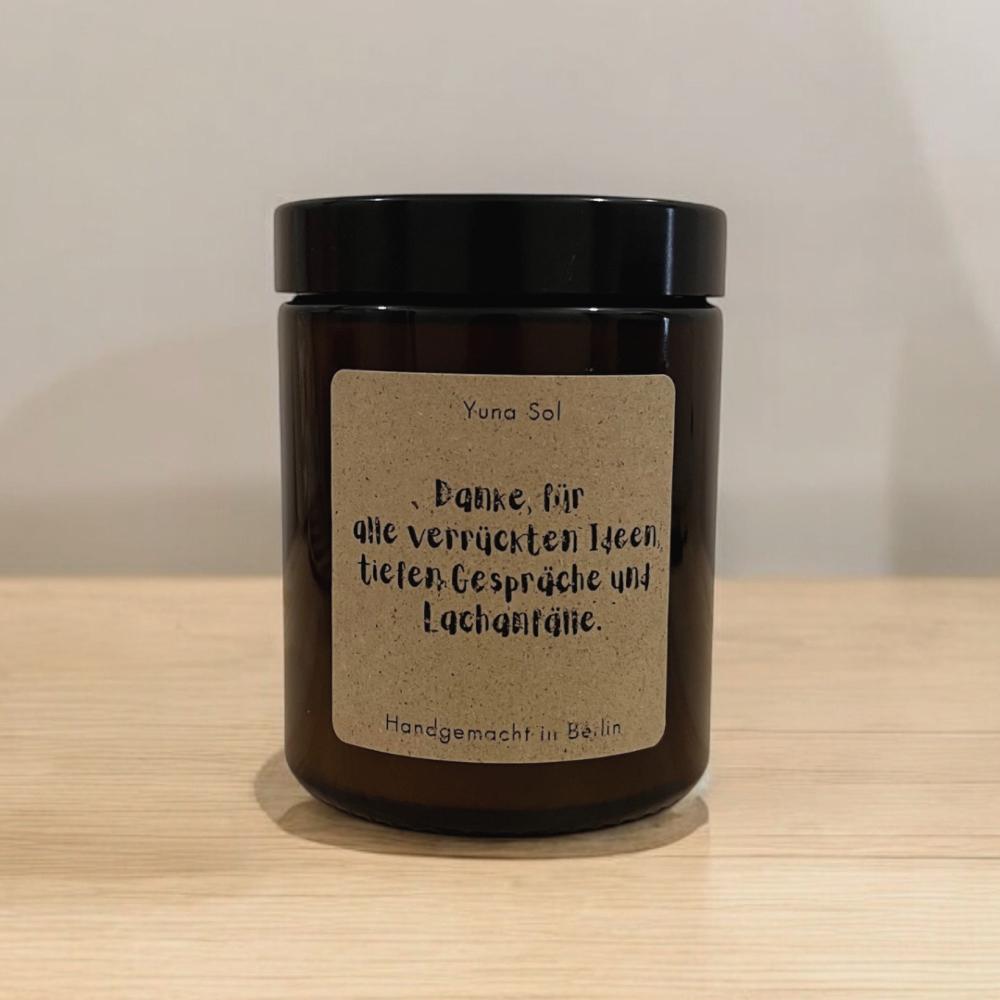 Yuna Sol
Danke, für
alle verrückten Ideen,
tiefen Gespräche und
Lachanfälle.
Handgemacht in Berlin